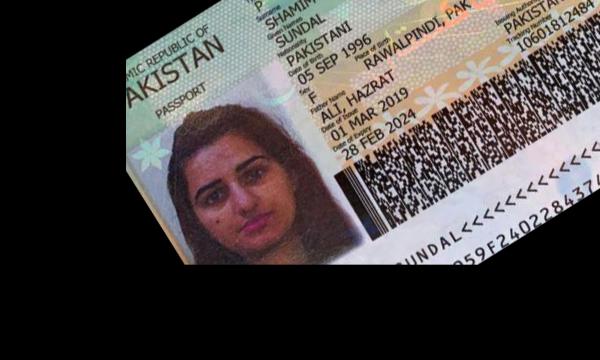 MIC REPUBLIC OF
AKISTAN
PASSPORT
P
Surname
SHAMIM
Given Names
SUNDAL
Nationality
PAKISTANI
Date of Birth
05 SEP 1996
Sex
F
Place of Birth
RAWALPINDI, PAK
Father Name
ALI, HAZRAT
Date of Issue
01 MAR 2019
Date of Expiry
28 FEB 2024
Issuing Authority
PAKISTAN
Tracking Number
10601812484
SUNDAL<<<<<<<<<<<<<<
059F2402284374